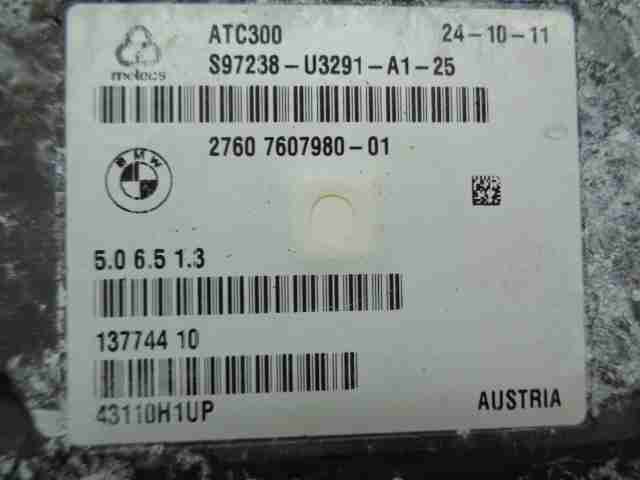 ATC300 24-10-11
melecs S97238-U3291-A1-25
BMW 2760 7607980-01
5.0 6.5 1.3
137744 10
43110H1UP AUSTRIA